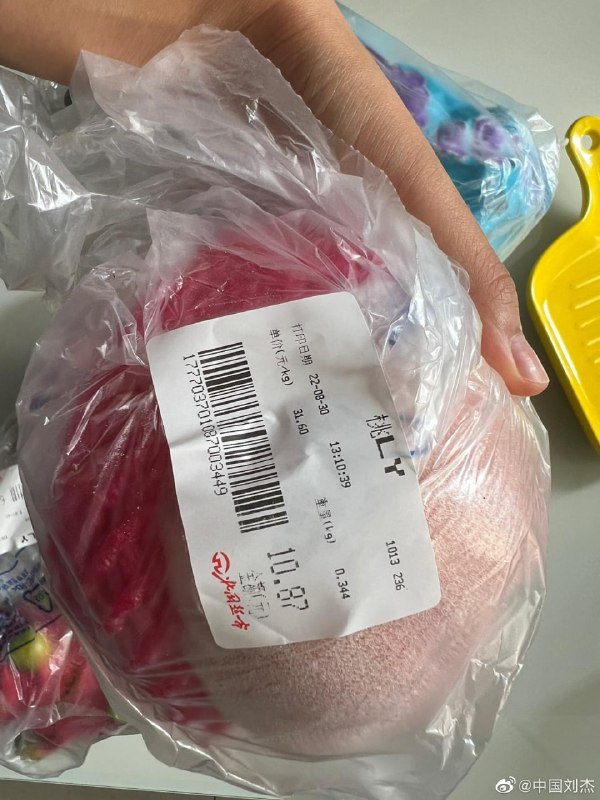 桃LY
1013 236
打印日期 22-08-30 13:10:39
单价(元/kg) 31.60
重量(kg) 0.344
177703701087003449
10.87
金额(元)
@中国刘杰